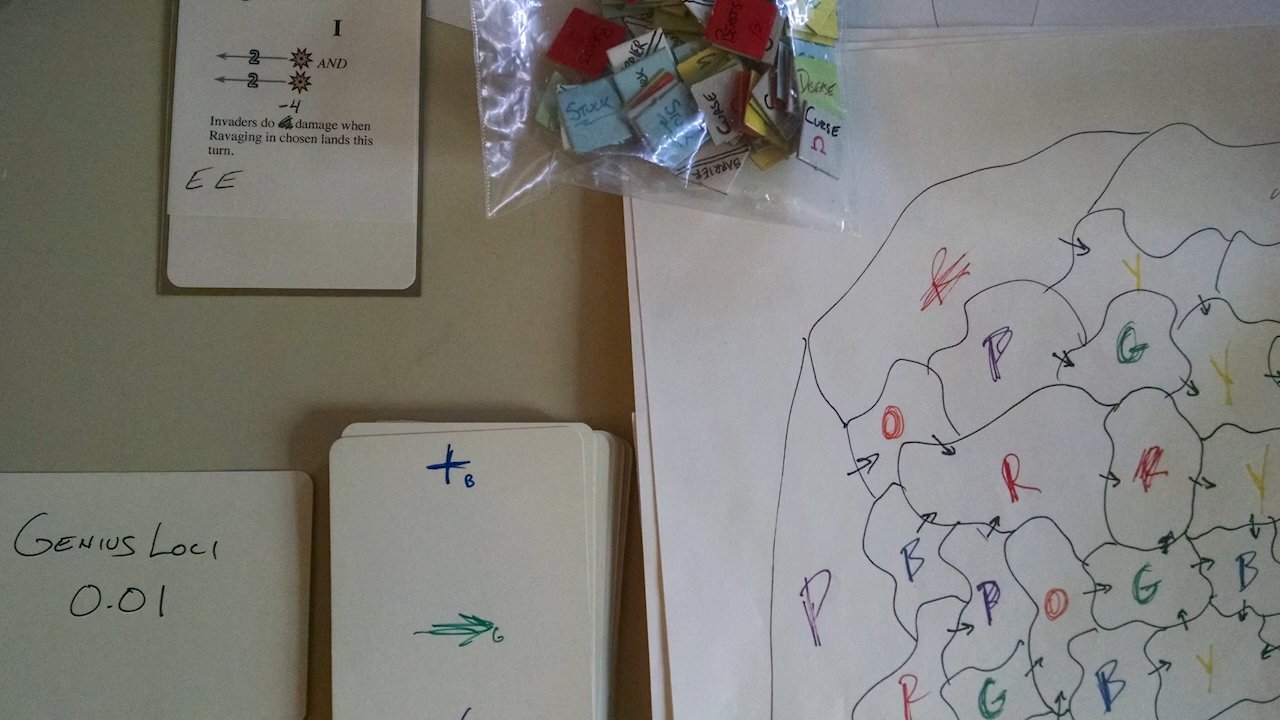 I
2
AND
2
-4
Invaders do damage when
Ravaging in chosen lands this
turn.
E E
STUCK
CURSE
BARRIER
DISEASE
CURSE
Ω
GENIUS LOCI
0.01
+B
G
Y
P
G
Y
O
R
R
Y
B
P
O
G
B
P
R
G
B
Y